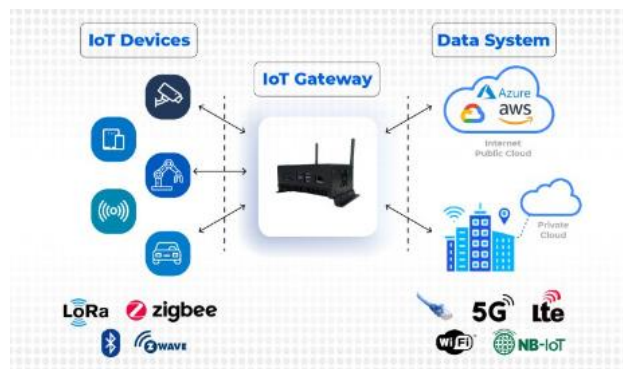 IoT Devices
IoT Gateway
Data System
Azure
aws
Internet
Public Cloud
Private
Cloud
LoRa
zigbee
Z WAVE
5G
lte
WiFi
NB-IoT